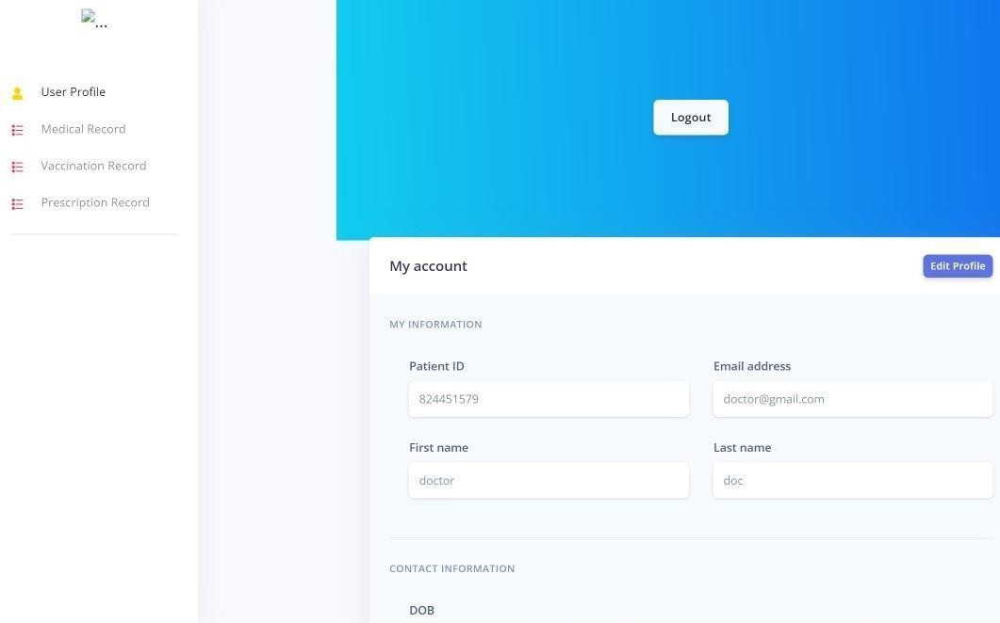 ...
User Profile
Medical Record
Vaccination Record
Prescription Record
Logout
My account
Edit Profile
MY INFORMATION
Patient ID
Email address
824451579
doctor@gmail.com
First name
Last name
doctor
doc
CONTACT INFORMATION
DOB